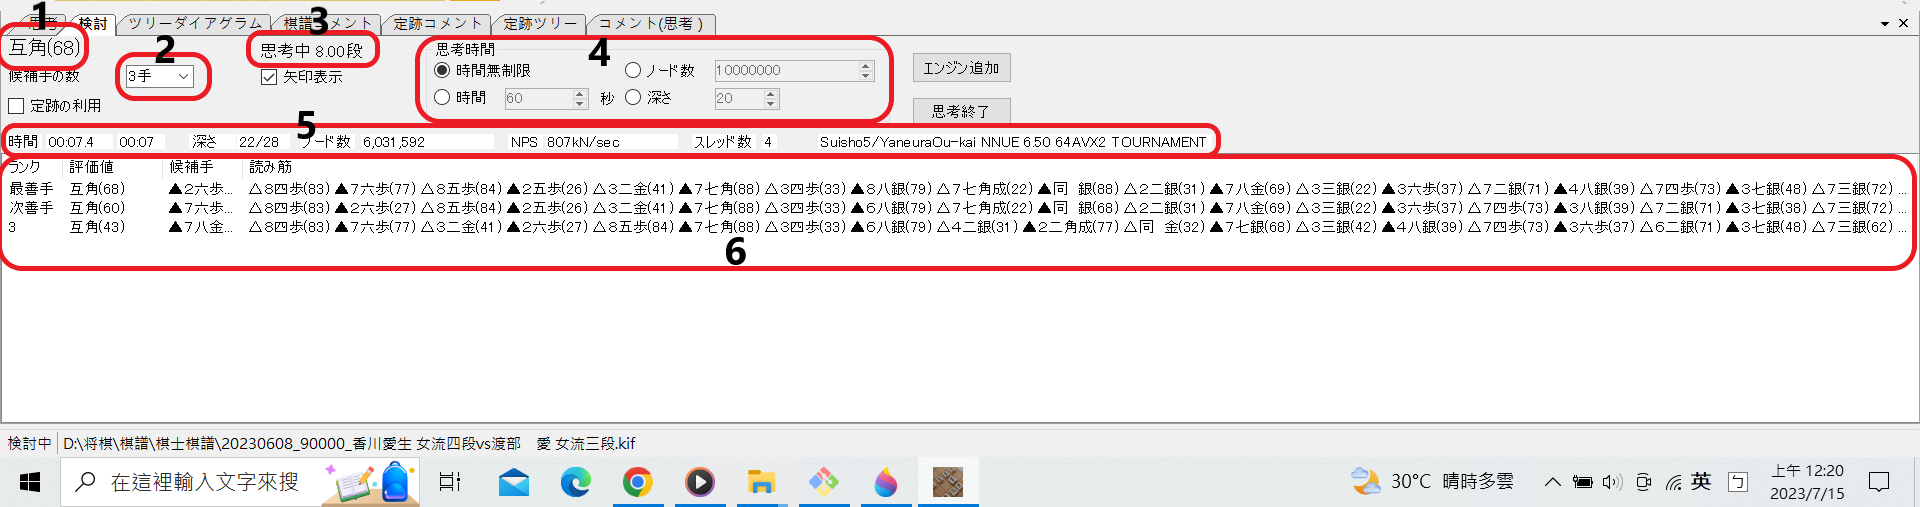 思考 検討 ツリーダイアグラム 棋譜コメント 定跡コメント 定跡ツリー コメント(思考)
1 2 3 4 5 6
互角(68)
候補手の数 3手
定跡の利用
思考中 8.00段
矢印表示
思考時間
時間無制限 ノード数 10000000
時間 60 秒 深さ 20
エンジン追加
思考終了
時間 00:07.4 00:07 深さ 22/28 ノード数 6,031,592 NPS 807kN/sec スレッド数 4 Suisho5/YaneuraOu-kai NNUE 6.50 64AVX2 TOURNAMENT
ランク 評価値 候補手 読み筋
最善手 互角(68) ▲2六歩... △8四歩(83) ▲7六歩(77) △8五歩(84) ▲2五歩(26) △3二金(41) ▲7七角(88) △3四歩(33) ▲8八銀(79) △7七角成(22) ▲同　銀(88) △2二銀(31) ▲7八金(69) △3三銀(22) ▲3六歩(37) △7二銀(71) ▲4八銀(39) △7四歩(73) ▲3七銀(48) △7三銀(72) ...
次善手 互角(60) ▲7六歩... △8四歩(83) ▲2六歩(27) △8五歩(84) ▲2五歩(26) △3二金(41) ▲7七角(88) △3四歩(33) ▲6八銀(79) △7七角成(22) ▲同　銀(68) △2二銀(31) ▲7八金(69) △3三銀(22) ▲3六歩(37) △7四歩(73) ▲3八銀(39) △7二銀(71) ▲3七銀(38) △7三銀(72) ...
3 互角(43) ▲7八金... △8四歩(83) ▲7六歩(77) △3二金(41) ▲2六歩(27) △8五歩(84) ▲7七角(88) △3四歩(33) ▲6八銀(79) △4二銀(31) ▲2二角成(77) △同　金(32) ▲7七銀(68) △3三銀(42) ▲4八銀(39) △7四歩(73) ▲3六歩(37) △6二銀(71) ▲3七銀(48) △7三銀(62) ...
検討中 D:\将棋\棋譜\棋士棋譜\20230608_90000_香川愛生 女流四段vs渡部　愛 女流三段.kif
在這裡輸入文字來搜 30°C 晴時多雲 英 ㄅ 上午 12:20
2023/7/15